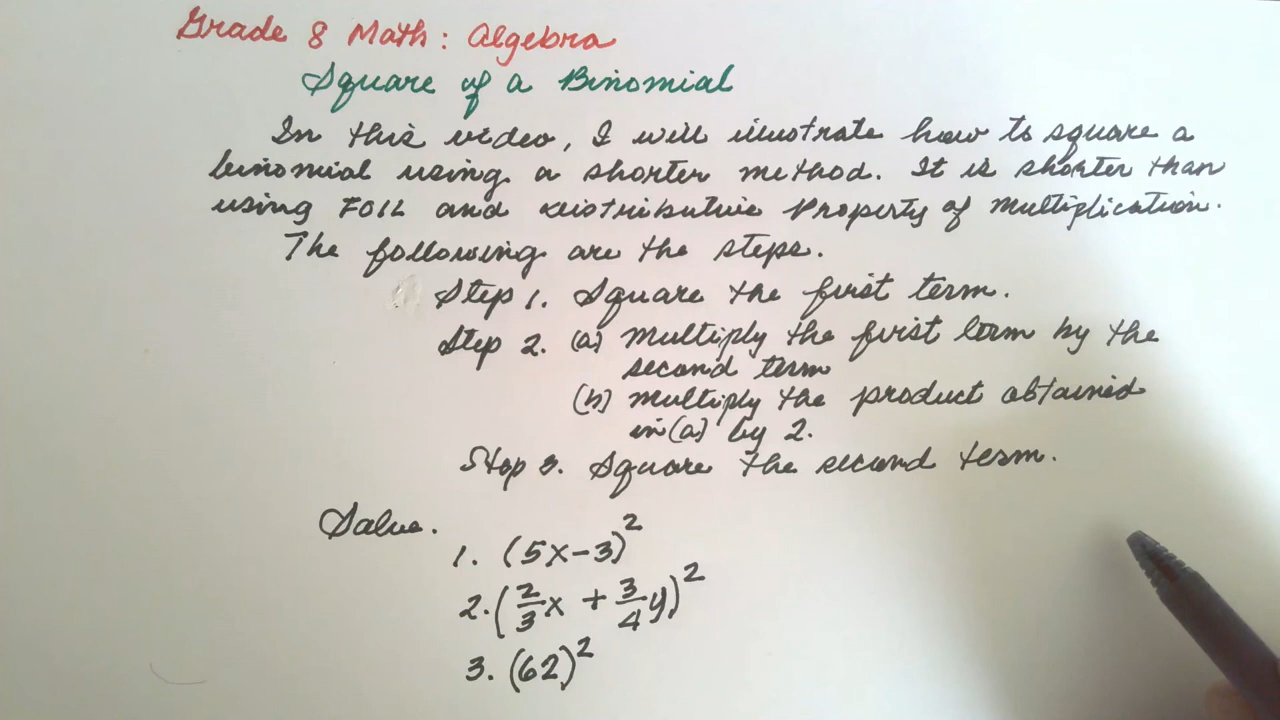 Grade 8 Math: Algebra
Square of a Binomial
In this video, I will illustrate how to square a
binomial using a shorter method. It is shorter than
using FOIL and distributive Property of Multiplication.
The following are the steps.
Step 1. Square the first term.
Step 2. (a) Multiply the first term by the
second term
(b) Multiply the product obtained
in (a) by 2.
Step 3. Square the second term.
Solve.
1. (5x-3)²
2. (2/3x + 3/4y)²
3. (62)²